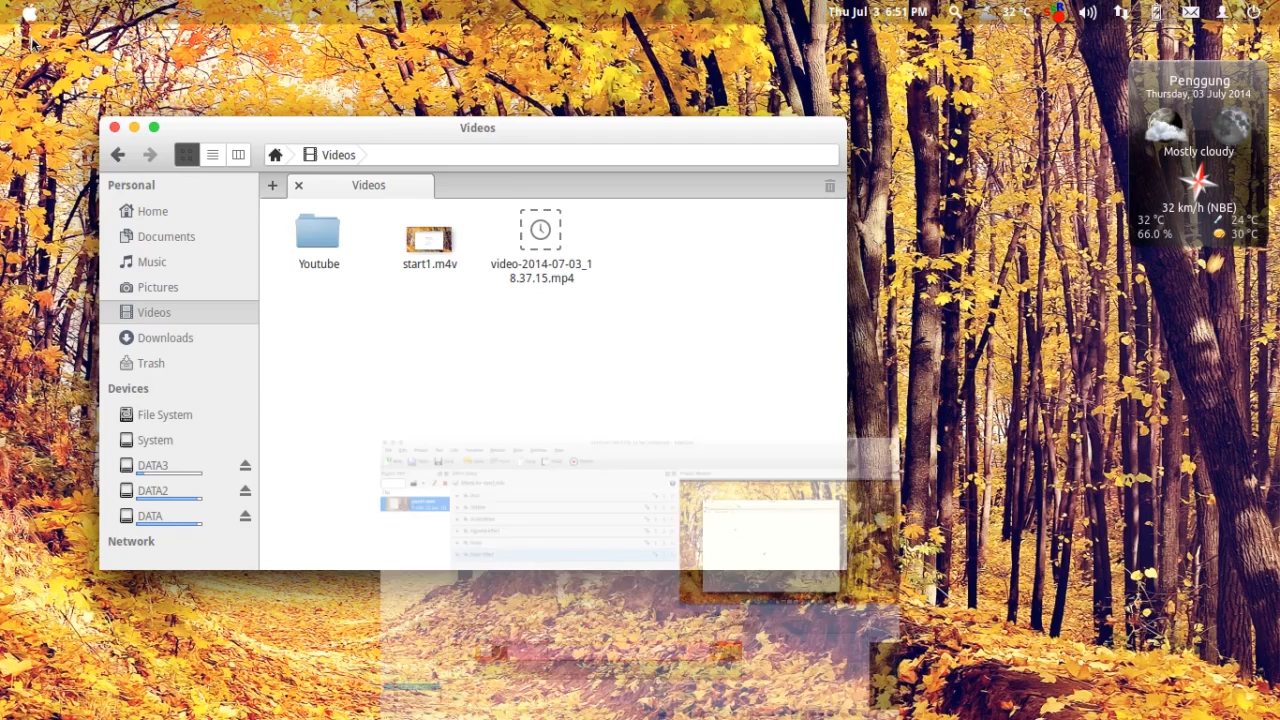 Thu Jul 3 6:51 PM
32 °C
Penggung
Thursday, 03 July 2014
Mostly cloudy
32 km/h (NBE)
32 °C
24 °C
66.0 %
30 °C
Videos
Videos
Personal
Home
Documents
Music
Pictures
Videos
Downloads
Trash
Devices
File System
System
DATA3
DATA2
DATA
Network
Videos
Youtube
start1.m4v
video-2014-07-03_1
8.37.15.mp4